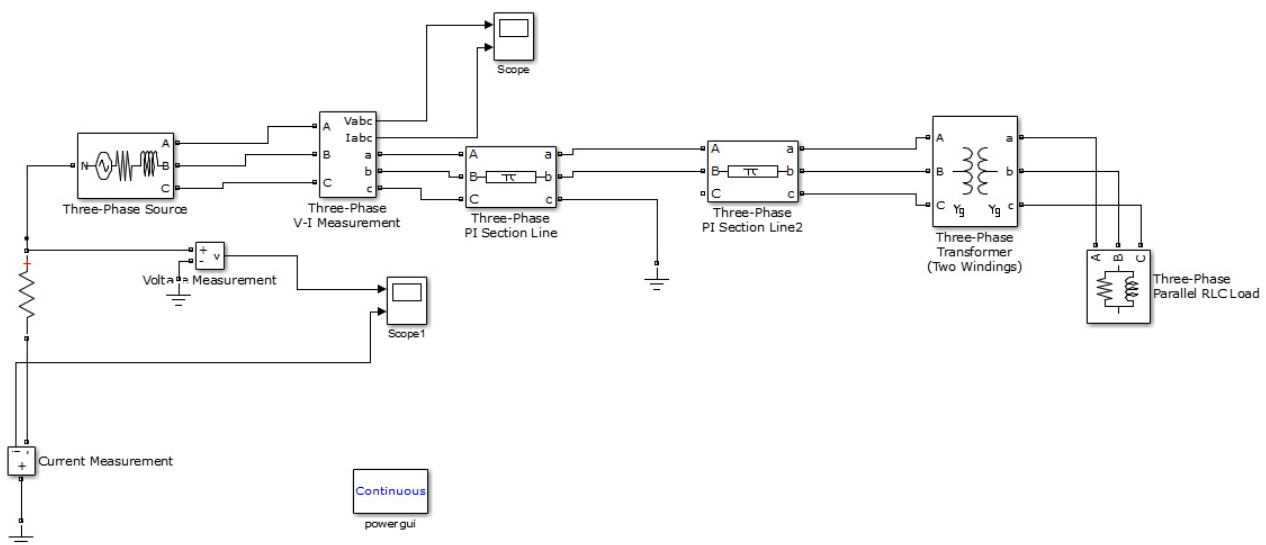 Scope
Vabc
Iabc
A
B
C
a
b
c
Three-Phase
V-I Measurement
N
A
B
C
Three-Phase Source
A
B
C
a
b
c
Three-Phase
PI Section Line
A
B
C
a
b
c
Three-Phase
PI Section Line2
A
B
C
a
b
c
Yg
Yg
Three-Phase
Transformer
(Two Windings)
A
B
C
Three-Phase
Parallel RLC Load
+
-
v
Measurement
Scope1
+
-
+
Current Measurement
Continuous
powergui